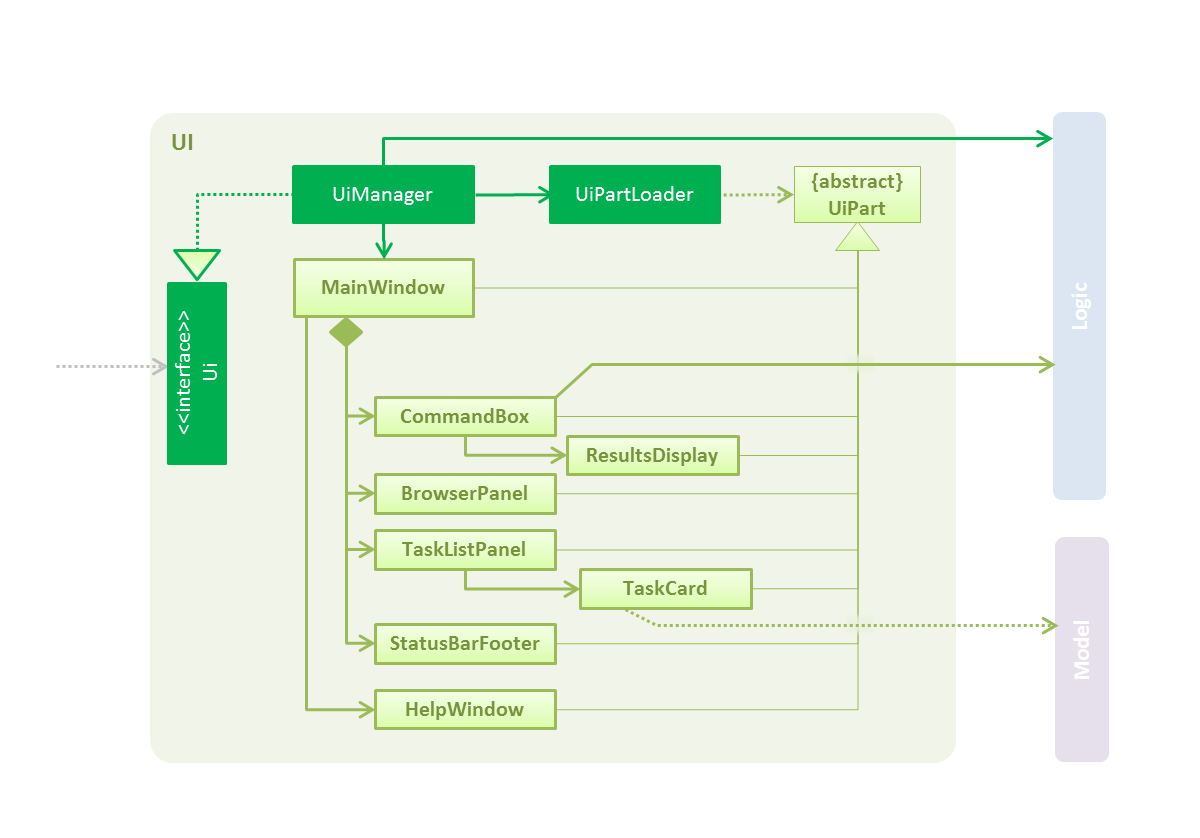 UI
UiManager
UiPartLoader
{abstract}
UiPart
MainWindow
<<interface>>
Ui
CommandBox
ResultsDisplay
BrowserPanel
TaskListPanel
TaskCard
StatusBarFooter
HelpWindow
Logic
Model